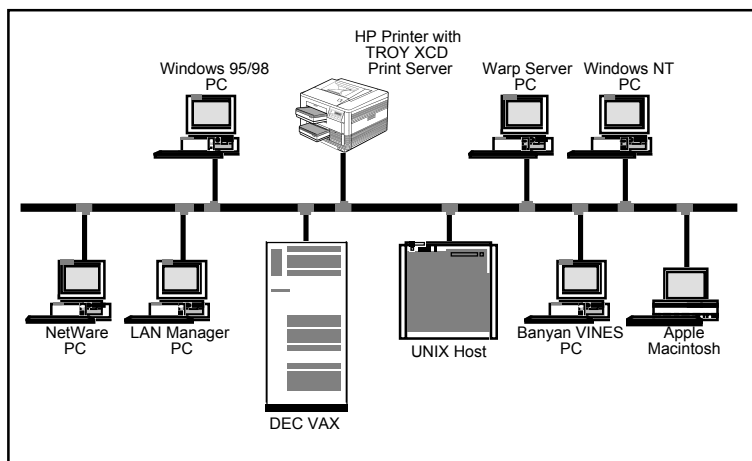 HP Printer with
TROY XCD
Print Server
Windows 95/98
PC
Warp Server
PC
Windows NT
PC
NetWare
PC
LAN Manager
PC
DEC VAX
UNIX Host
Banyan VINES
PC
Apple
Macintosh